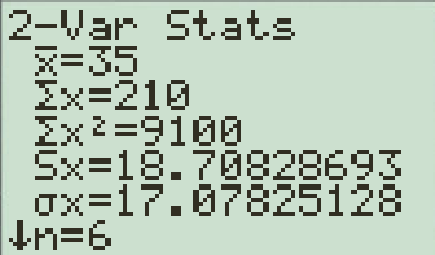 2-Var Stats
x̄=35
Σx=210
Σx²=9100
Sx=18.70828693
σx=17.07825128
↓n=6